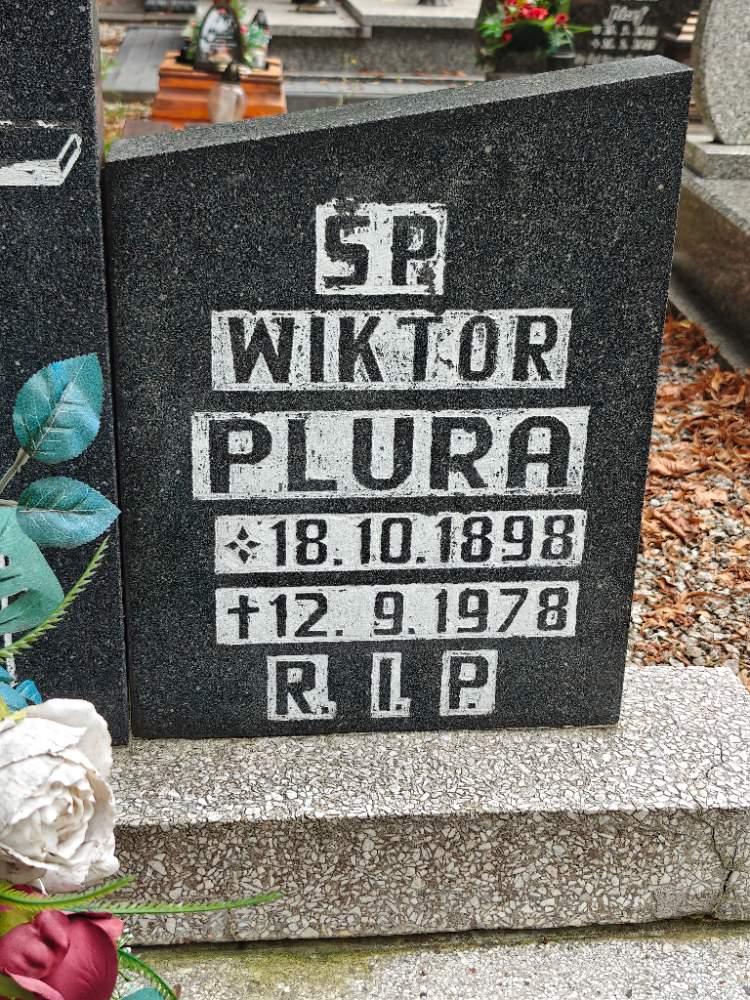 ŚP
WIKTOR
PLURA
18.10.1898
✝12. 9.1978
R. I. P.